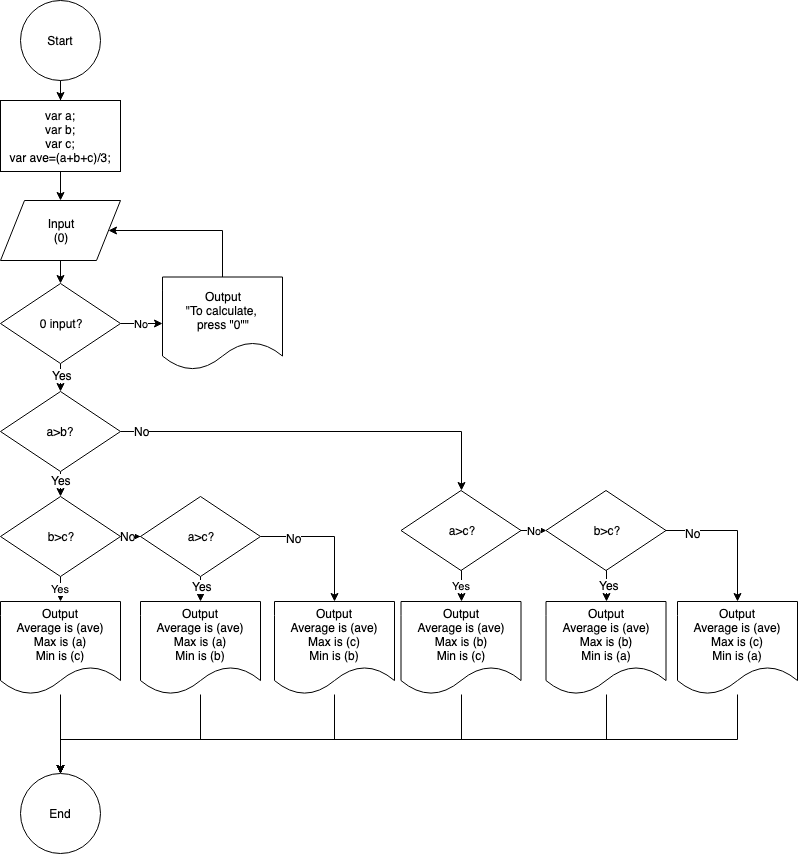 Start
var a;
var b;
var c;
var ave=(a+b+c)/3;
Input
(0)
0 input?
No
Output
"To calculate,
press "0""
Yes
a>b?
No
Yes
b>c?
No
a>c?
No
a>c?
No
b>c?
No
Yes
Yes
Yes
Yes
Output
Average is (ave)
Max is (a)
Min is (c)
Output
Average is (ave)
Max is (a)
Min is (b)
Output
Average is (ave)
Max is (c)
Min is (b)
Output
Average is (ave)
Max is (b)
Min is (c)
Output
Average is (ave)
Max is (b)
Min is (a)
Output
Average is (ave)
Max is (c)
Min is (a)
End